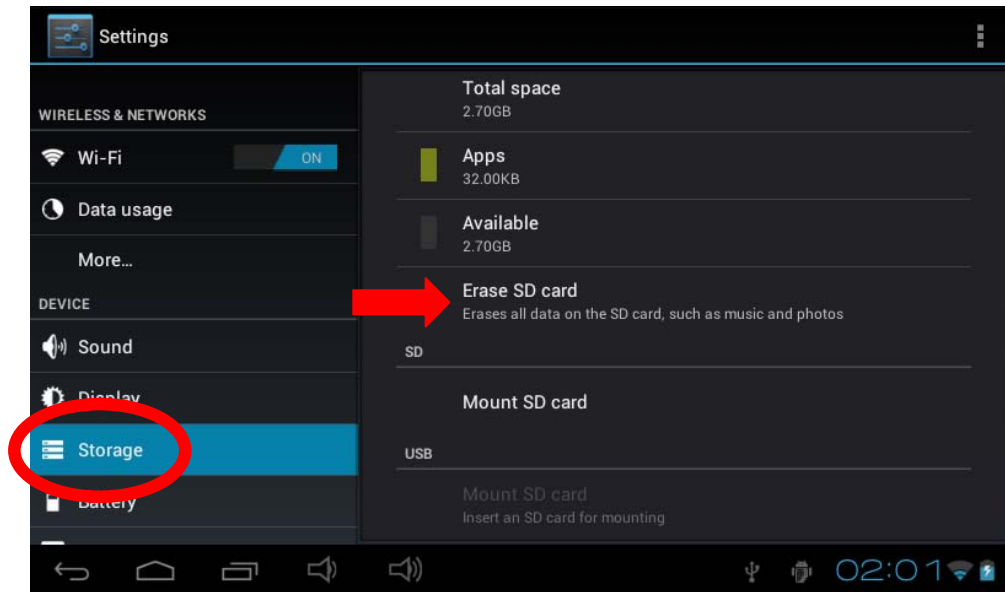 Settings
WIRELESS & NETWORKS
Wi-Fi ON
Data usage
More...
DEVICE
Sound
Display
Storage
Battery
Total space
2.70GB
Apps
32.00KB
Available
2.70GB
Erase SD card
Erases all data on the SD card, such as music and photos
SD
Mount SD card
USB
Mount SD card
Insert an SD card for mounting
02:01